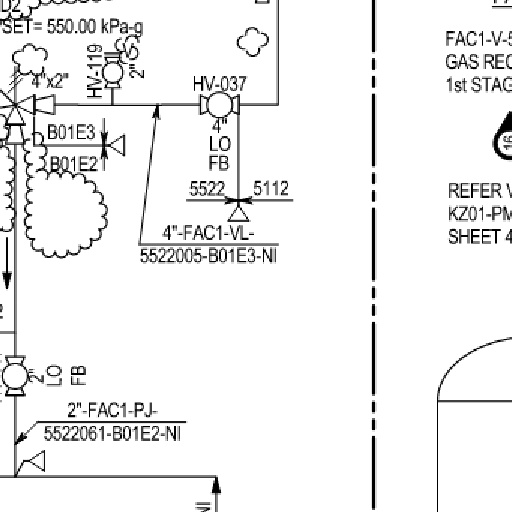 D2
SET= 550.00 kPa-g
HV-119
2"
4"x2"
HV-037
4"
LO
FB
B01E3
B01E2
5522
5112
4"-FAC1-VL-
5522005-B01E3-NI
2"
LO
FB
2"-FAC1-PJ-
5522061-B01E2-NI
NI
FAC1-V-5
GAS REC
1st STAG
REFER V
KZ01-PM
SHEET 4